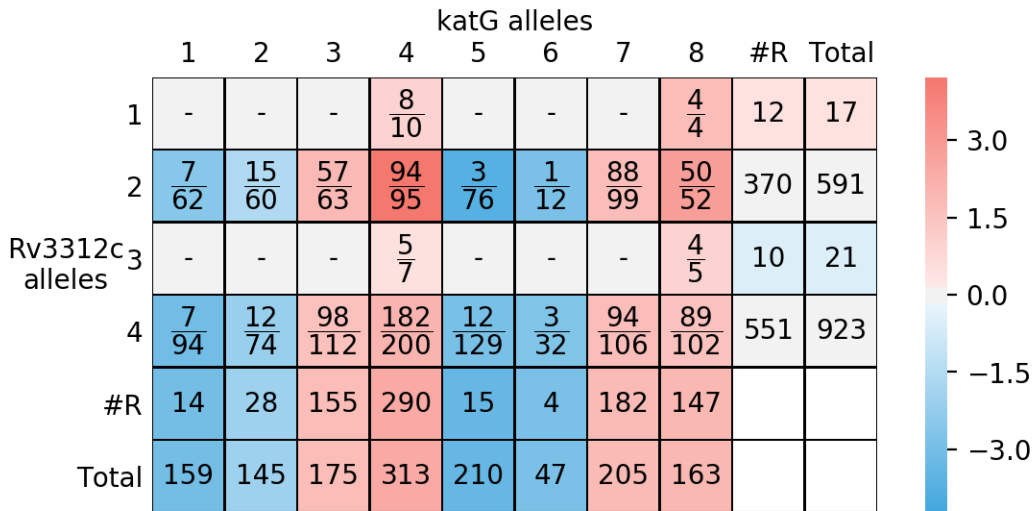 katG alleles
1 2 3 4 5 6 7 8 #R Total
1 - - - 8/10 - - - 4/4 12 17
2 7/62 15/60 57/63 94/95 3/76 1/12 88/99 50/52 370 591
Rv3312c
alleles
3 - - - 5/7 - - - 4/5 10 21
4 7/94 12/74 98/112 182/200 12/129 3/32 94/106 89/102 551 923
#R 14 28 155 290 15 4 182 147
Total 159 145 175 313 210 47 205 163
3.0
1.5
0.0
−1.5
−3.0